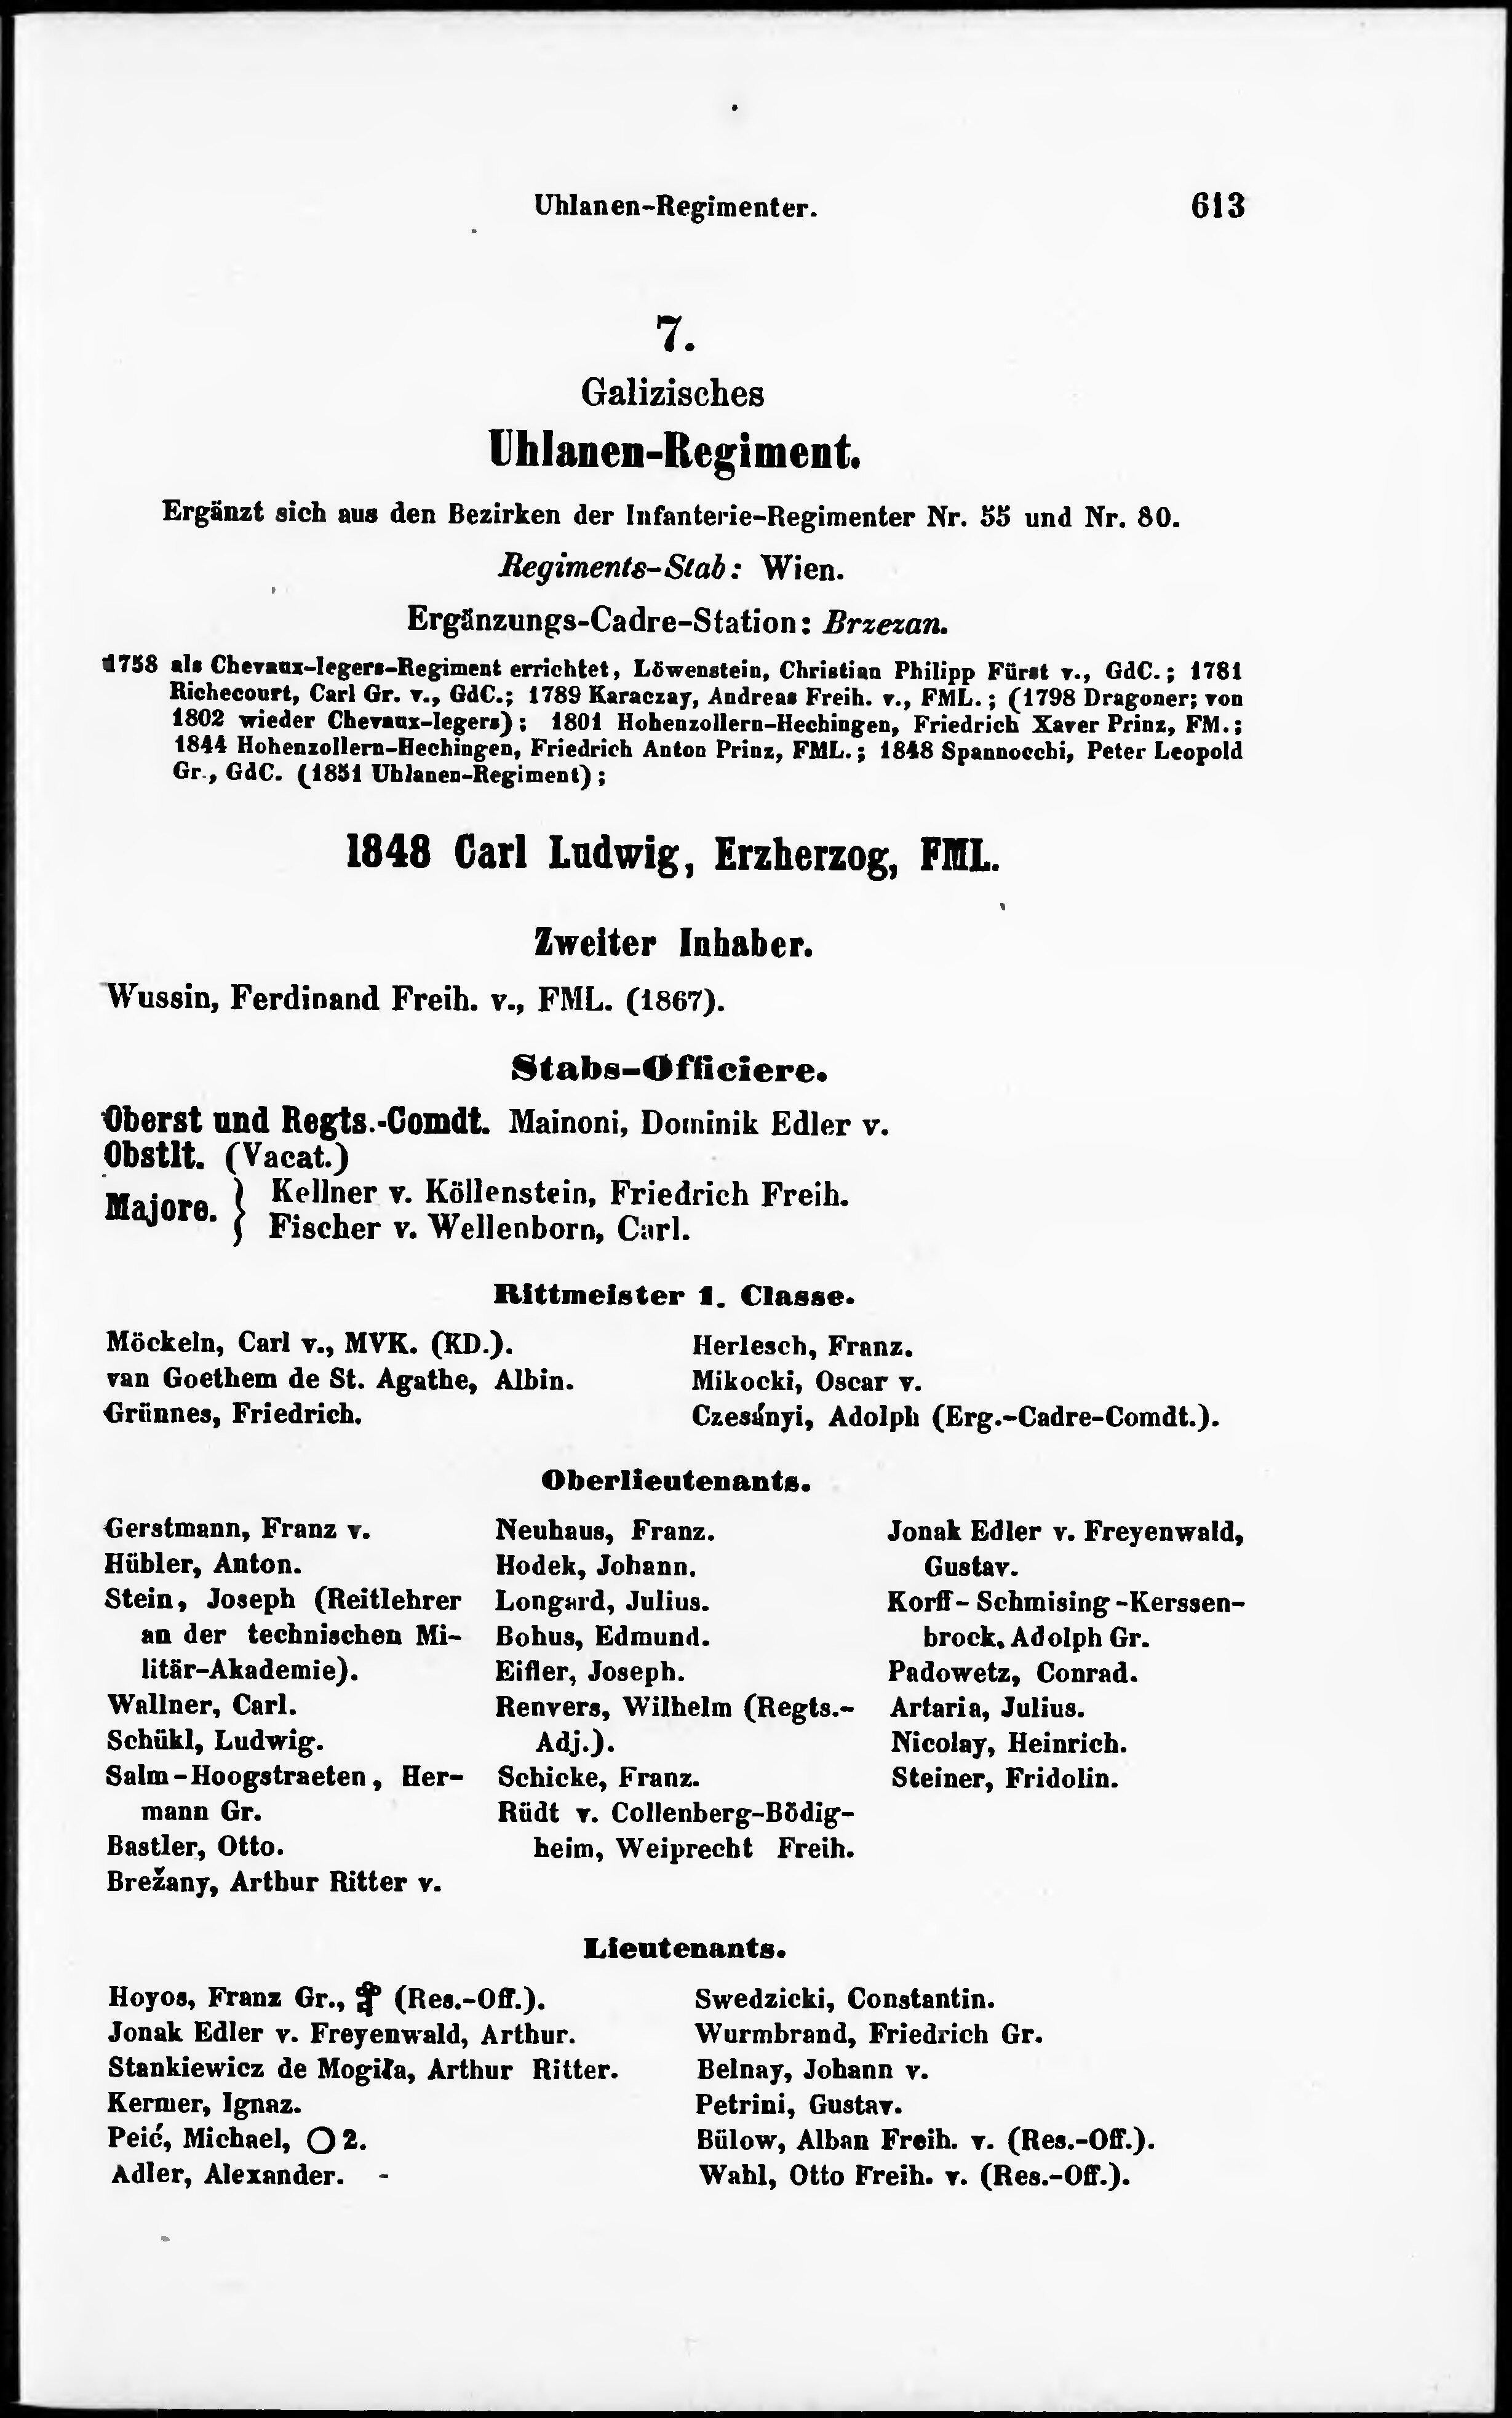 Uhlanen-Regimenter. 613
7.
Galizisches
Uhlanen-Regiment.
Ergänzt sich aus den Bezirken der Infanterie-Regimenter Nr. 55 und Nr. 80.
Regiments-Stab: Wien.
Ergänzungs-Cadre-Station: Brzezan.
1758 als Chevaux-legers-Regiment errichtet, Löwenstein, Christian Philipp Fürst v., GdC.; 1781
Richecourt, Carl Gr. v., GdC.; 1789 Karaczay, Andreas Freih. v., FML.; (1798 Dragoner; von
1802 wieder Chevaux-legers); 1801 Hohenzollern-Hechingen, Friedrich Xaver Prinz, FM.;
1844 Hohenzollern-Hechingen, Friedrich Anton Prinz, FML.; 1848 Spannocchi, Peter Leopold
Gr., GdC. (1851 Uhlanen-Regiment);
1848 Carl Ludwig, Erzherzog, FML.
Zweiter Inhaber.
Wussin, Ferdinand Freih. v., FML. (1867).
Stabs-Officiere.
Oberst und Regts.-Comdt. Mainoni, Dominik Edler v.
Obstlt. (Vacat.)
Majore. } Kellner v. Köllenstein, Friedrich Freih.
Fischer v. Wellenborn, Carl.
Rittmeister 1. Classe.
Möckeln, Carl v., MVK. (KD.).
van Goethem de St. Agathe, Albin.
Grünnes, Friedrich.
Herlesch, Franz.
Mikocki, Oscar v.
Czesányi, Adolph (Erg.-Cadre-Comdt.).
Oberlieutenants.
Gerstmann, Franz v.
Hübler, Anton.
Stein, Joseph (Reitlehrer
an der technischen Mi-
litär-Akademie).
Wallner, Carl.
Schükl, Ludwig.
Salm-Hoogstraeten, Her-
mann Gr.
Bastler, Otto.
Brežany, Arthur Ritter v.
Neuhaus, Franz.
Hodek, Johann.
Longard, Julius.
Bohus, Edmund.
Eifler, Joseph.
Renvers, Wilhelm (Regts.-
Adj.).
Schicke, Franz.
Rüdt v. Collenberg-Bödig-
heim, Weiprecht Freih.
Jonak Edler v. Freyenwald,
Gustav.
Korff-Schmising-Kerssen-
brock, Adolph Gr.
Padowetz, Conrad.
Artaria, Julius.
Nicolay, Heinrich.
Steiner, Fridolin.
Lieutenants.
Hoyos, Franz Gr., (Res.-Off.).
Jonak Edler v. Freyenwald, Arthur.
Stankiewicz de Mogiła, Arthur Ritter.
Kermer, Ignaz.
Peić, Michael, O 2.
Adler, Alexander.
Swedzicki, Constantin.
Wurmbrand, Friedrich Gr.
Belnay, Johann v.
Petrini, Gustav.
Bülow, Alban Freih. v. (Res.-Off.).
Wahl, Otto Freih. v. (Res.-Off.).